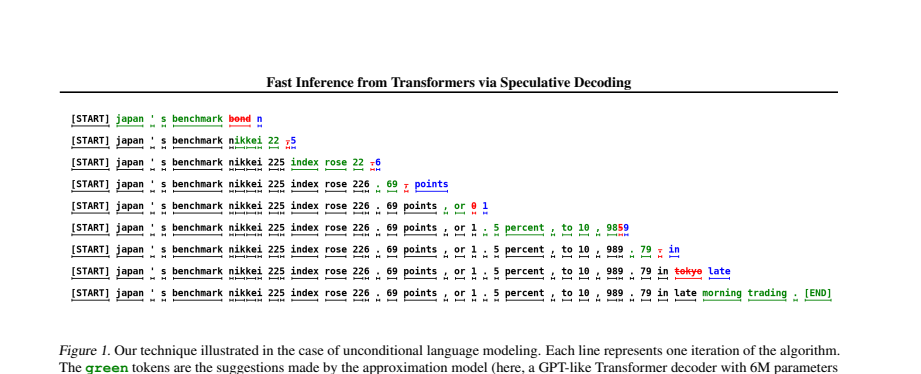 Fast Inference from Transformers via Speculative Decoding
[START] japan ' s benchmark bond n
[START] japan ' s benchmark nikkei 22 75
[START] japan ' s benchmark nikkei 225 index rose 22 76
[START] japan ' s benchmark nikkei 225 index rose 226 . 69 7 points
[START] japan ' s benchmark nikkei 225 index rose 226 . 69 points , or 0 1
[START] japan ' s benchmark nikkei 225 index rose 226 . 69 points , or 1 . 5 percent , to 10 , 9859
[START] japan ' s benchmark nikkei 225 index rose 226 . 69 points , or 1 . 5 percent , to 10 , 989 . 79 . in
[START] japan ' s benchmark nikkei 225 index rose 226 . 69 points , or 1 . 5 percent , to 10 , 989 . 79 in tokyo late
[START] japan ' s benchmark nikkei 225 index rose 226 . 69 points , or 1 . 5 percent , to 10 , 989 . 79 in late morning trading . [END]
Figure 1. Our technique illustrated in the case of unconditional language modeling. Each line represents one iteration of the algorithm.
The green tokens are the suggestions made by the approximation model (here, a GPT-like Transformer decoder with 6M parameters